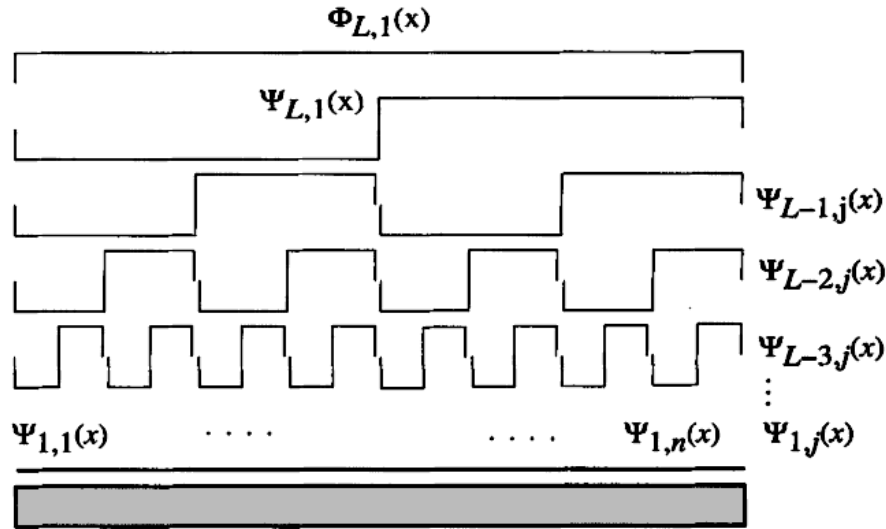 Φ_{L,1}(x)
Ψ_{L,1}(x)
Ψ_{L-1,j}(x)
Ψ_{L-2,j}(x)
Ψ_{L-3,j}(x)
⋮
Ψ_{1,1}(x) .... .... Ψ_{1,n}(x) Ψ_{1,j}(x)